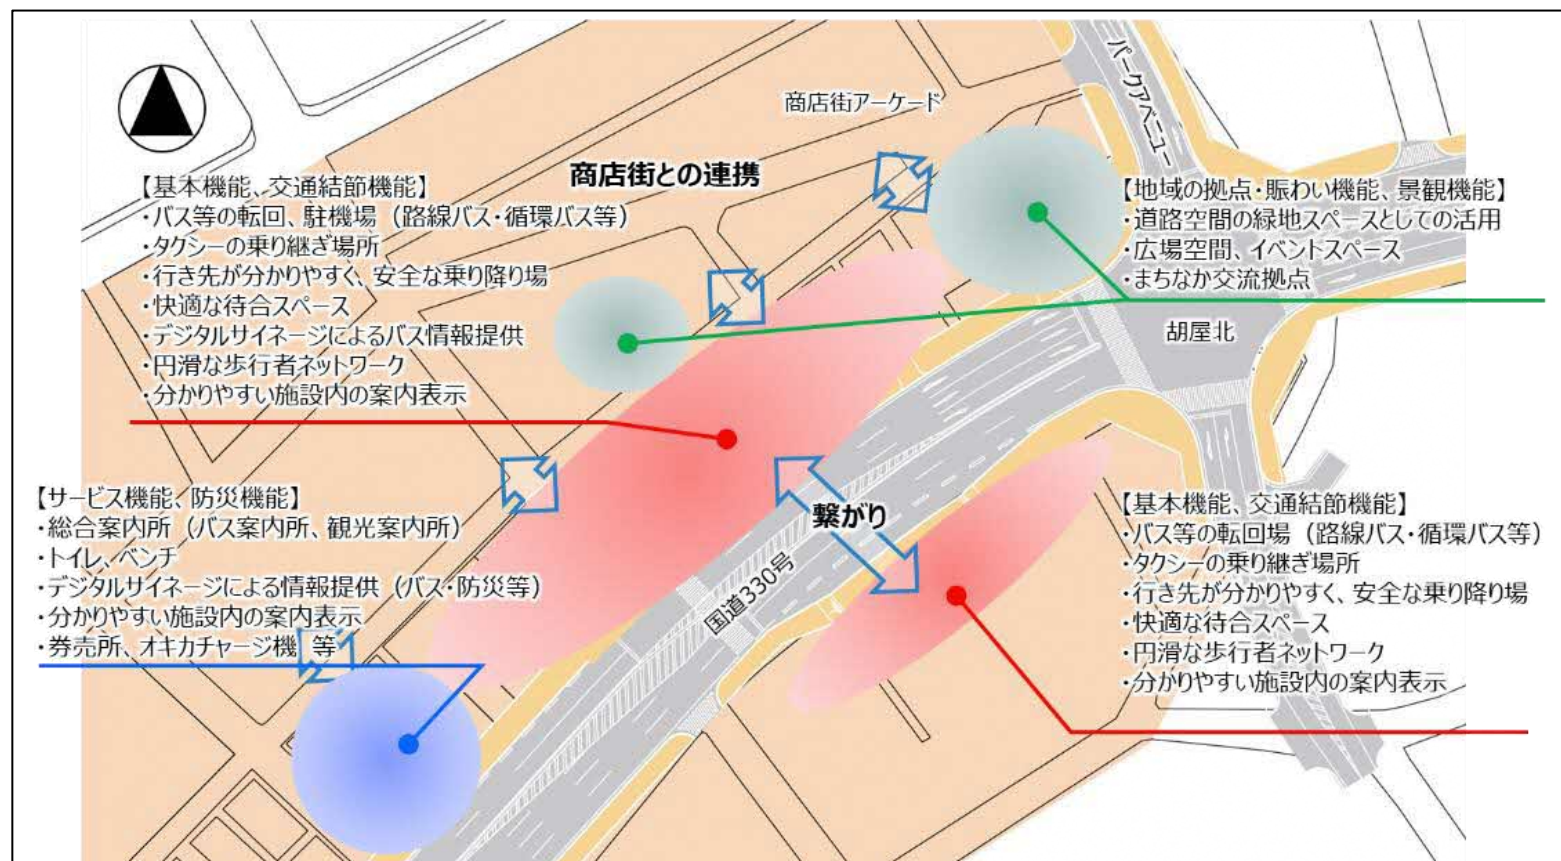 商店街アーケード
パークアベニュー
商店街との連携
【基本機能、交通結節機能】
・バス等の転回、駐機場（路線バス・循環バス等）
・タクシーの乗り継ぎ場所
・行き先が分かりやすく、安全な乗り降り場
・快適な待合スペース
・デジタルサイネージによるバス情報提供
・円滑な歩行者ネットワーク
・分かりやすい施設内の案内表示
【地域の拠点・賑わい機能、景観機能】
・道路空間の緑地スペースとしての活用
・広場空間、イベントスペース
・まちなか交流拠点
胡屋北
【サービス機能、防災機能】
・総合案内所（バス案内所、観光案内所）
・トイレ、ベンチ
・デジタルサイネージによる情報提供（バス・防災等）
・分かりやすい施設内の案内表示
・券売所、オキカチャージ機　等
繋がり
国道330号
【基本機能、交通結節機能】
・バス等の転回場（路線バス・循環バス等）
・タクシーの乗り継ぎ場所
・行き先が分かりやすく、安全な乗り降り場
・快適な待合スペース
・円滑な歩行者ネットワーク
・分かりやすい施設内の案内表示